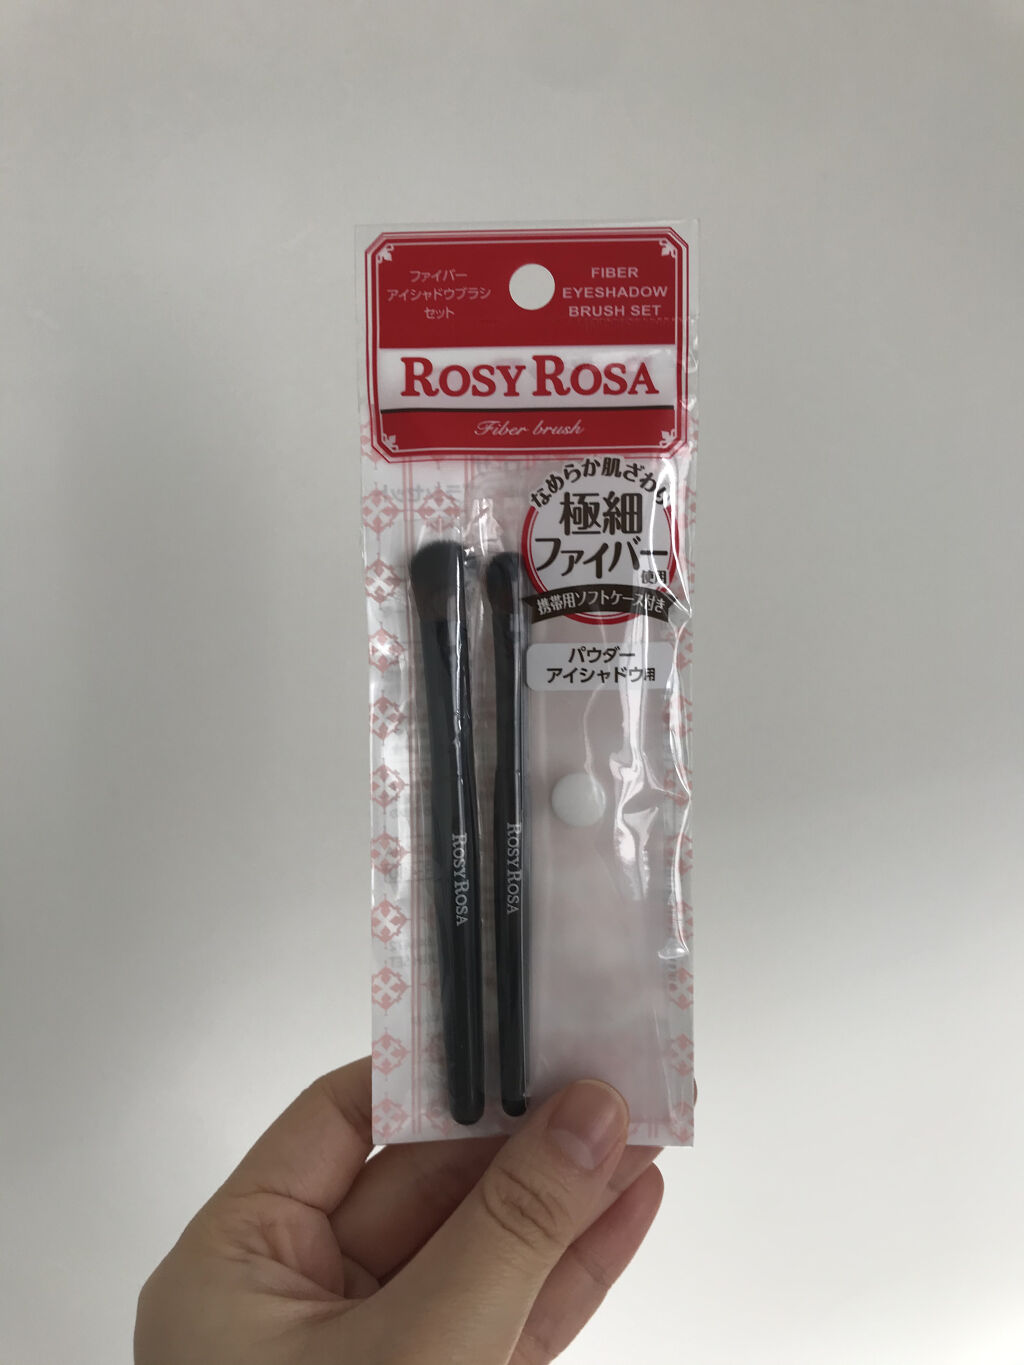 ファイバー
アイシャドウブラシ
セット
FIBER
EYESHADOW
BRUSH SET
ROSY ROSA
Fiber brush
なめらか肌ざわり
極細
ファイバー
使用
携帯用ソフトケース付き
パウダー
アイシャドウ用
ROSY ROSA
ROSY ROSA